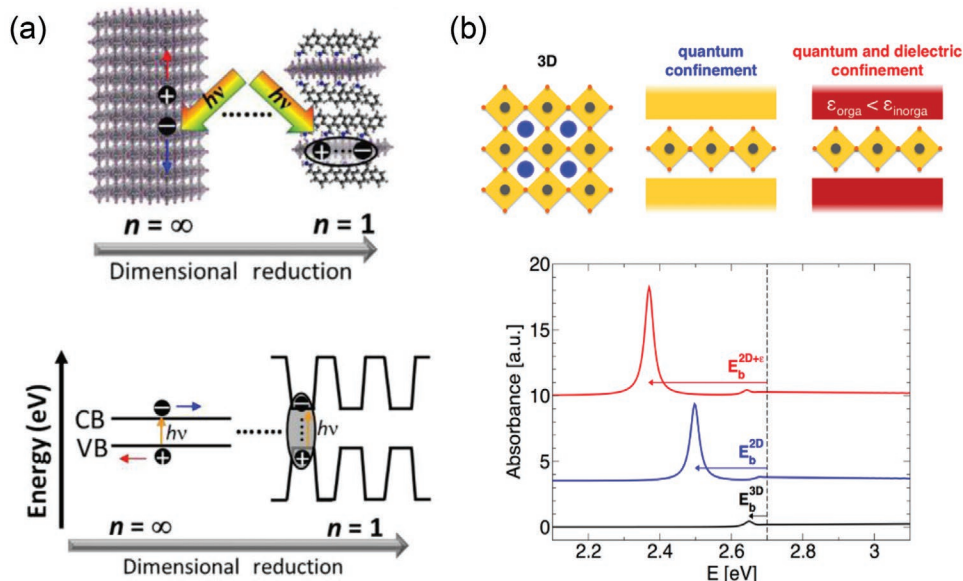 (a)
hν
hν
n = ∞
n = 1
Dimensional reduction
Energy (eV)
CB
VB
hν
hν
n = ∞
n = 1
Dimensional reduction
(b)
3D
quantum
confinement
quantum and dielectric
confinement
ε_orga < ε_inorga
Absorbance [a.u.]
20
15
10
5
0
E_b^2D+ε
E_b^2D
E_b^3D
2.2
2.4
2.6
2.8
3
E [eV]